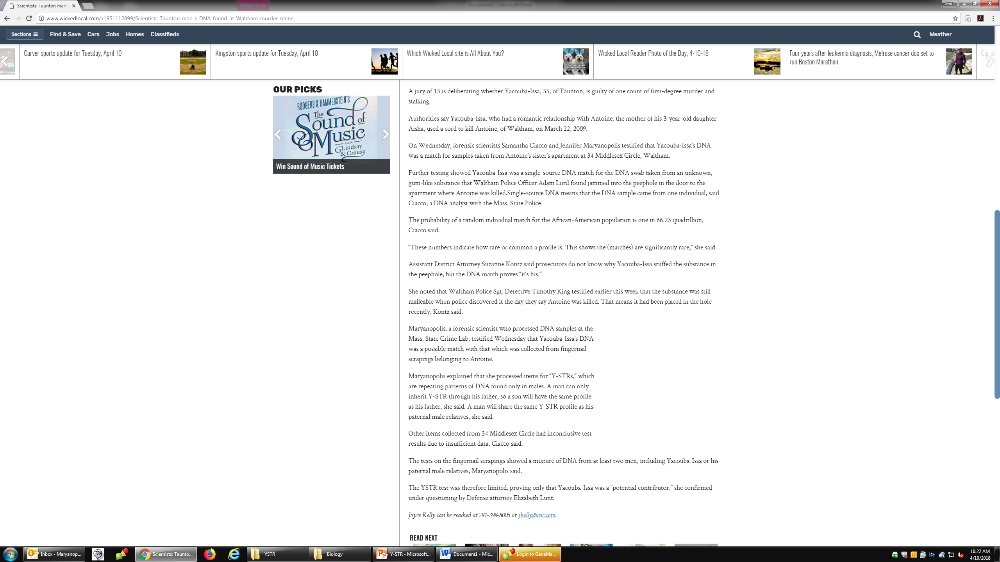 Scientists: Taunton man's
Jenn
www.wickedlocal.com/x1951112899/Scientists-Taunton-man-s-DNA-found-at-Waltham-murder-scene
Sections Find & Save Cars Jobs Homes Classifieds Weather
Carver sports update for Tuesday, April 10
Kingston sports update for Tuesday, April 10
Which Wicked Local site is All About You?
Wicked Local Reader Photo of the Day, 4-10-18
Four years after leukemia diagnosis, Melrose cancer doc set to
run Boston Marathon
OUR PICKS
RODGERS & HAMMERSTEIN'S
The
Sound of
Music
Book By
Lindsay
& Crouse
Win Sound of Music Tickets
A jury of 13 is deliberating whether Yacouba-Issa, 35, of Taunton, is guilty of one count of first-degree murder and
stalking.
Authorities say Yacouba-Issa, who had a romantic relationship with Antoine, the mother of his 3-year-old daughter
Aisha, used a cord to kill Antoine, of Waltham, on March 22, 2009.
On Wednesday, forensic scientists Samantha Ciacco and Jennifer Maryanopolis testified that Yacouba-Issa’s DNA
was a match for samples taken from Antoine’s sister’s apartment at 34 Middlesex Circle, Waltham.
Further testing showed Yacouba-Issa was a single-source DNA match for the DNA swab taken from an unknown,
gum-like substance that Waltham Police Officer Adam Lord found jammed into the peephole in the door to the
apartment where Antoine was killed.Single-source DNA means that the DNA sample came from one individual, said
Ciacco, a DNA analyst with the Mass. State Police.
The probability of a random individual match for the African-American population is one in 66.23 quadrillion,
Ciacco said.
“These numbers indicate how rare or common a profile is. This shows the (matches) are significantly rare,” she said.
Assistant District Attorney Suzanne Kontz said prosecutors do not know why Yacouba-Issa stuffed the substance in
the peephole, but the DNA match proves “it’s his.”
She noted that Waltham Police Sgt. Detective Timothy King testified earlier this week that the substance was still
malleable when police discovered it the day they say Antoine was killed. That means it had been placed in the hole
recently, Kontz said.
Maryanopolis, a forensic scientist who processed DNA samples at the
Mass. State Crime Lab, testified Wednesday that Yacouba-Issa’s DNA
was a possible match with that which was collected from fingernail
scrapings belonging to Antoine.
Maryanopolis explained that she processed items for “Y-STRs,” which
are repeating patterns of DNA found only in males. A man can only
inherit Y-STR through his father, so a son will have the same profile
as his father, she said. A man will share the same Y-STR profile as his
paternal male relatives, she said.
Other items collected from 34 Middlesex Circle had inconclusive test
results due to insufficient data, Ciacco said.
The tests on the fingernail scrapings showed a mixture of DNA from at least two men, including Yacouba-Issa or his
paternal male relatives, Maryanopolis said.
The YSTR test was therefore limited, proving only that Yacouba-Issa was a “potential contributor,” she confirmed
under questioning by Defense attorney Elizabeth Lunt.
Joyce Kelly can be reached at 781-398-8005 or jkelly@cnc.com.
READ NEXT
Inbox - Maryanop... Scientists: Taunto... YSTR Biology Y-STR - Microsoft... Document1 - Mic... Login to GeneMa...
10:22 AM
4/10/2018